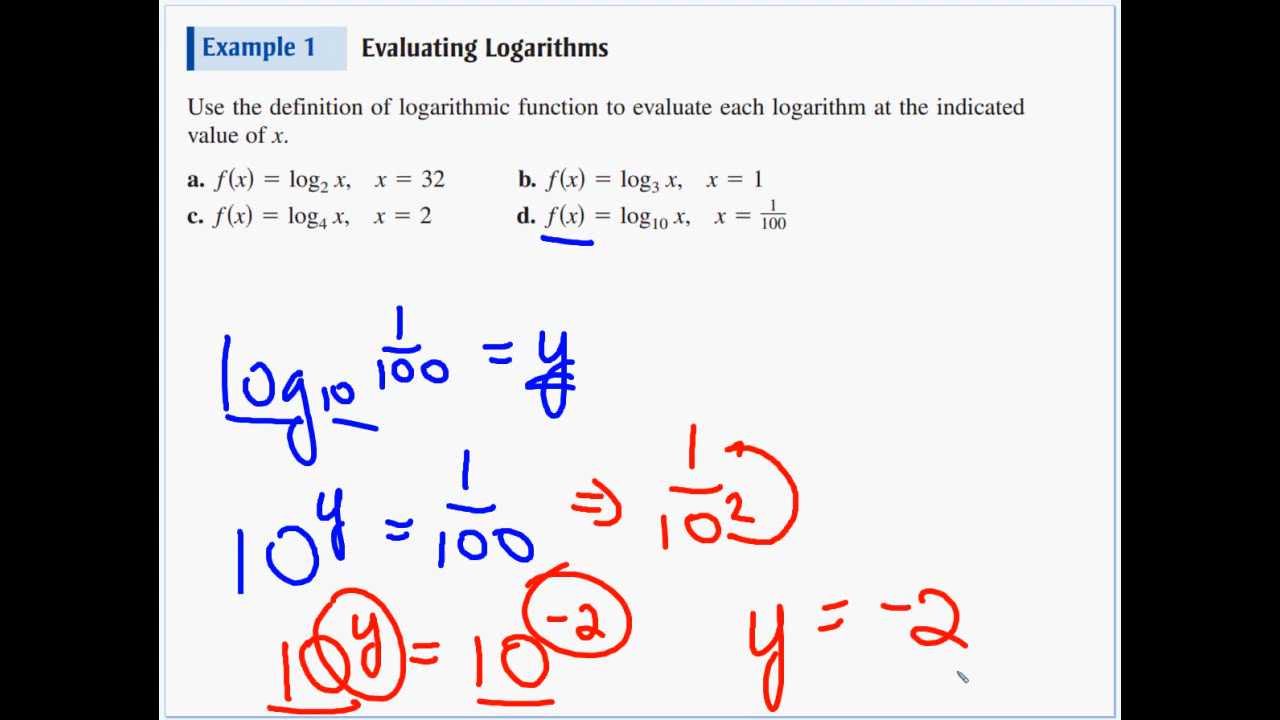 Example 1 Evaluating Logarithms
Use the definition of logarithmic function to evaluate each logarithm at the indicated
value of x.
a. f(x) = log₂ x, x = 32 b. f(x) = log₃ x, x = 1
c. f(x) = log₄ x, x = 2 d. f(x) = log₁₀ x, x = 1/100
log₁₀ 1/100 = y
10^y = 1/100 ⇒ 1/10²
10^y = 10^-2 y = -2